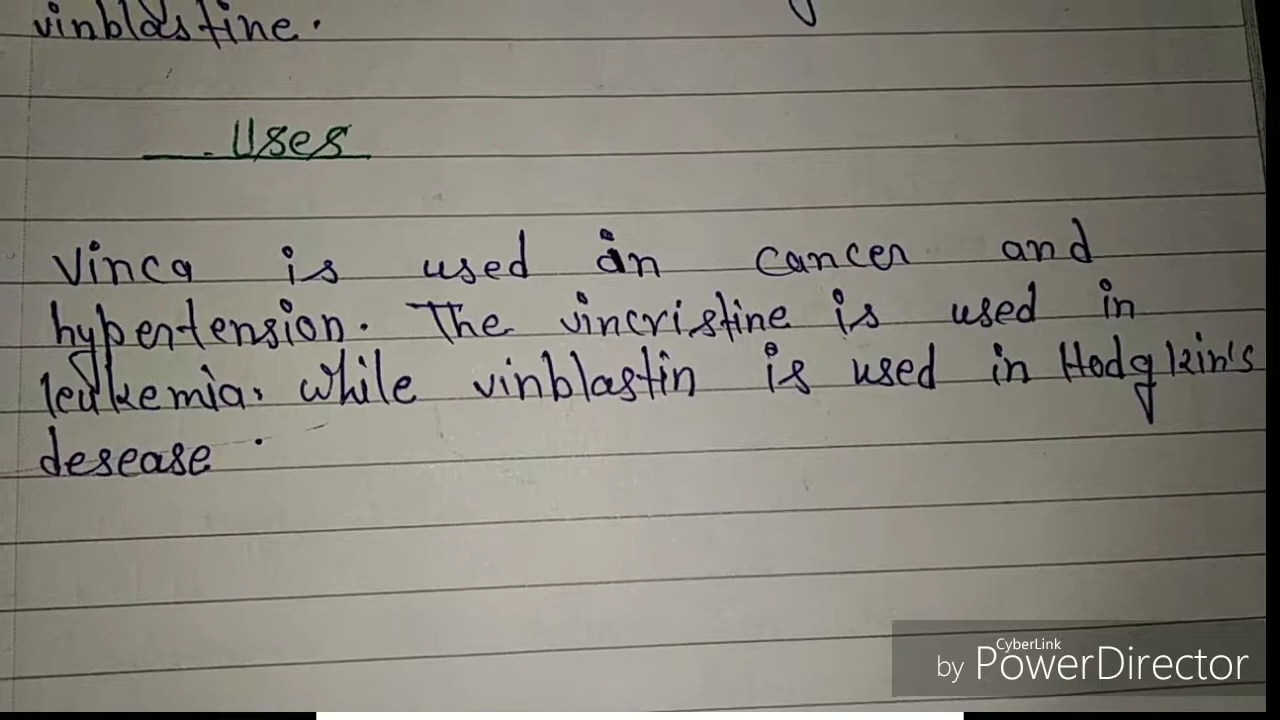 vinblastine.
Uses
Vinca is used in cancer and
hypertension. The vincristine is used in
leukemia. While vinblastin is used in Hodgkin's
desease.
CyberLink
by PowerDirector